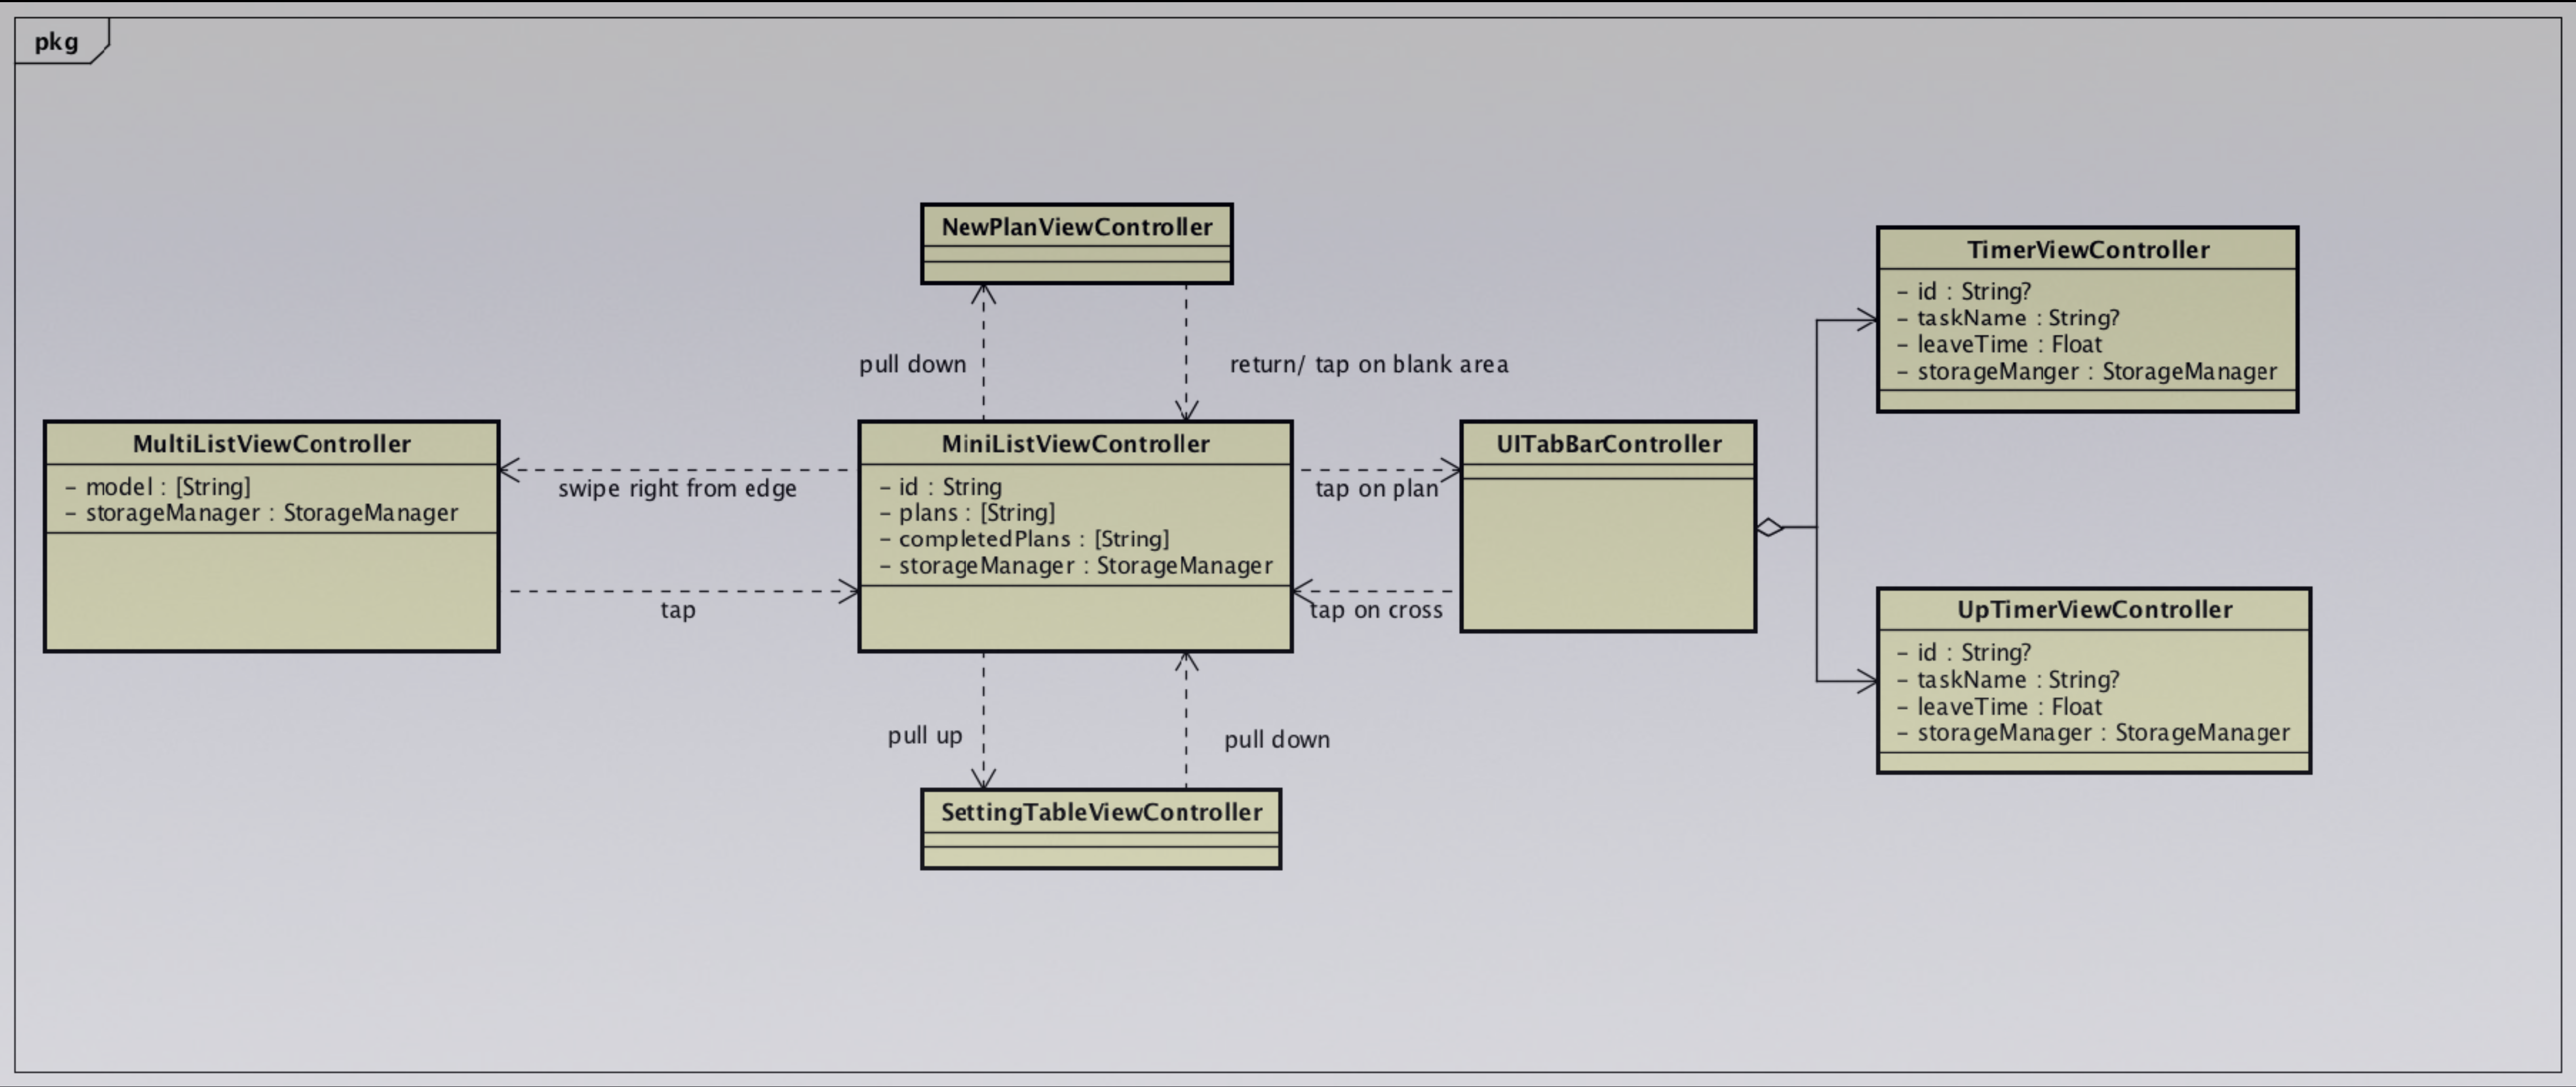 pkg
NewPlanViewController
pull down
return/ tap on blank area
MultiListViewController
- model : [String]
- storageManager : StorageManager
swipe right from edge
tap
MiniListViewController
- id : String
- plans : [String]
- completedPlans : [String]
- storageManager : StorageManager
tap on plan
tap on cross
UITabBarController
TimerViewController
- id : String?
- taskName : String?
- leaveTime : Float
- storageManger : StorageManager
UpTimerViewController
- id : String?
- taskName : String?
- leaveTime : Float
- storageManager : StorageManager
pull up
pull down
SettingTableViewController